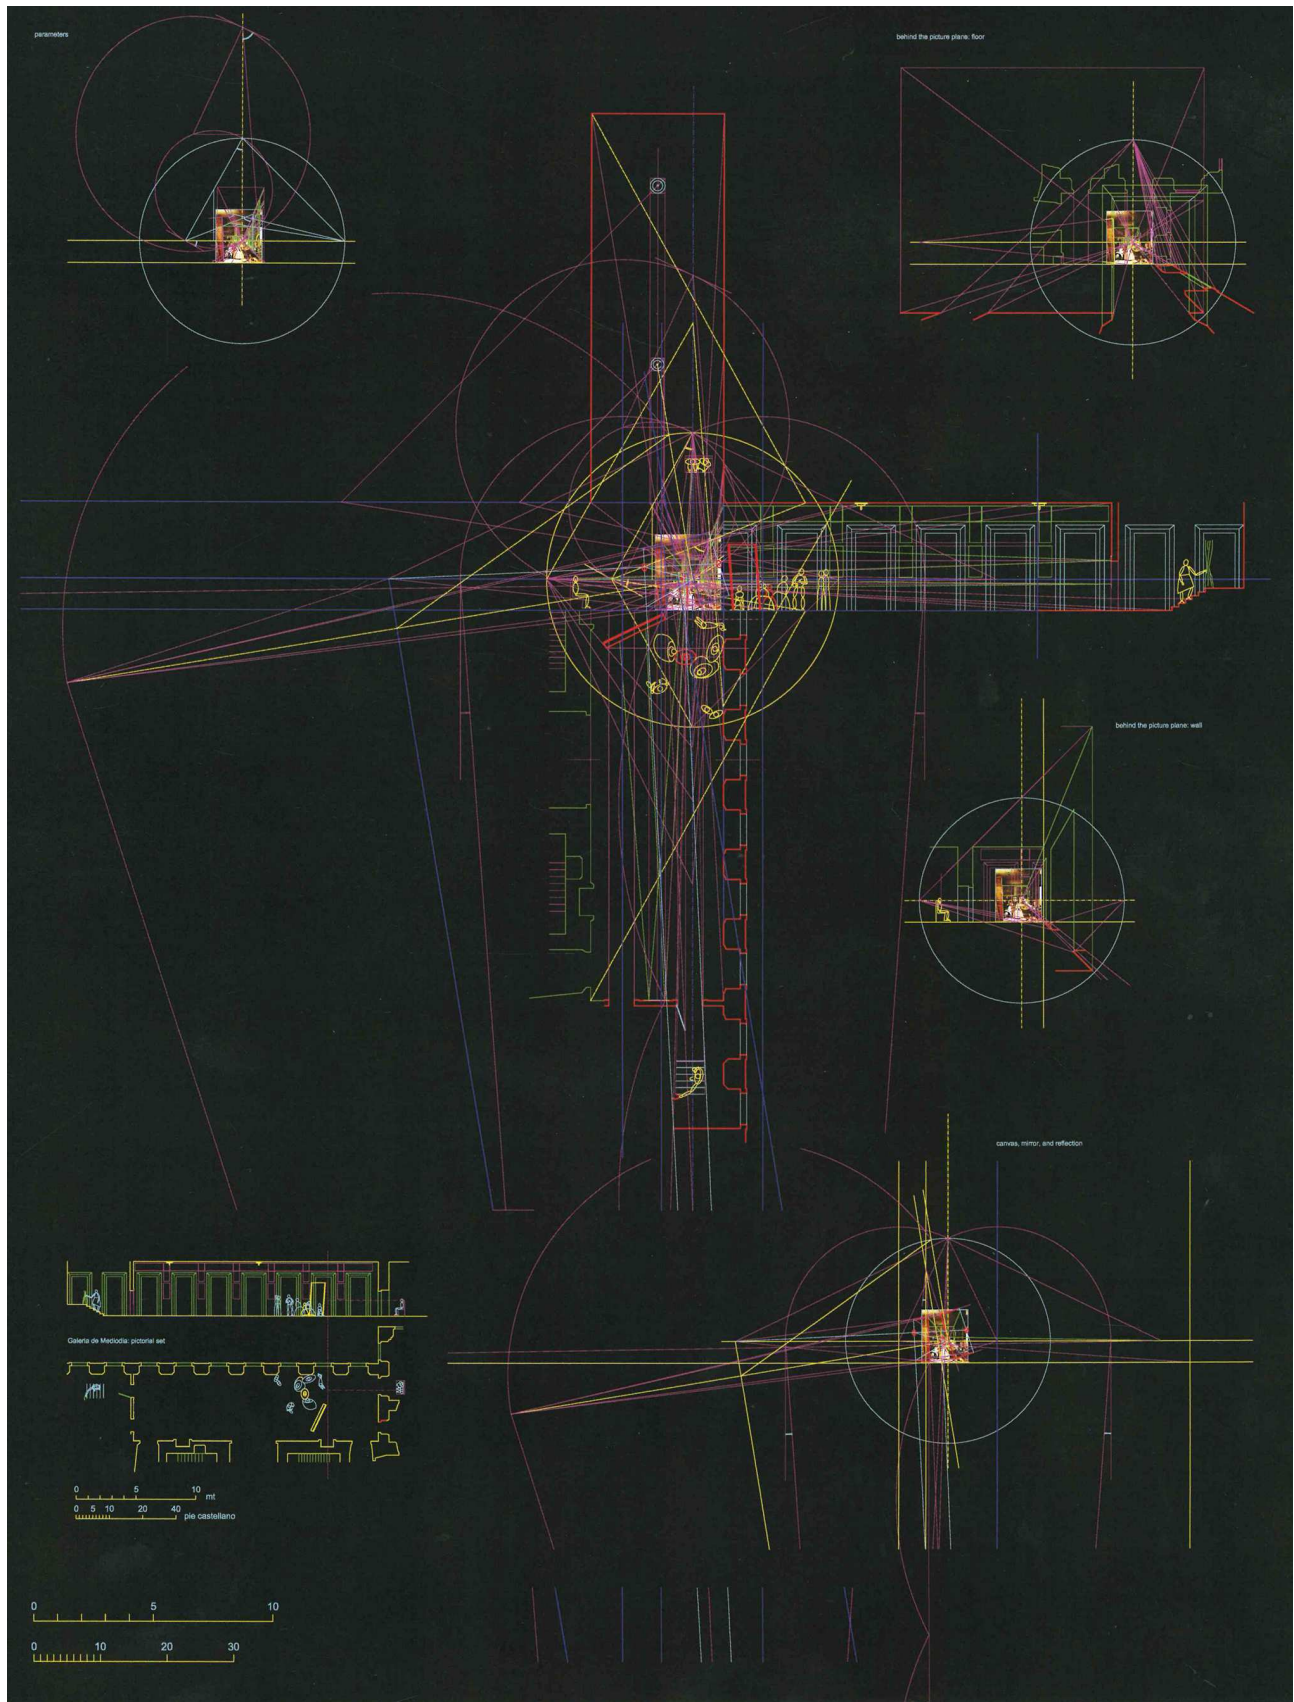 parameters
behind the picture plane: floor
behind the picture plane: wall
canvas, mirror, and reflection
Galeria de Mediodia: pictorial set
0 5 10 mt
0 5 10 20 40 pie castellano
0 5 10
0 10 20 30